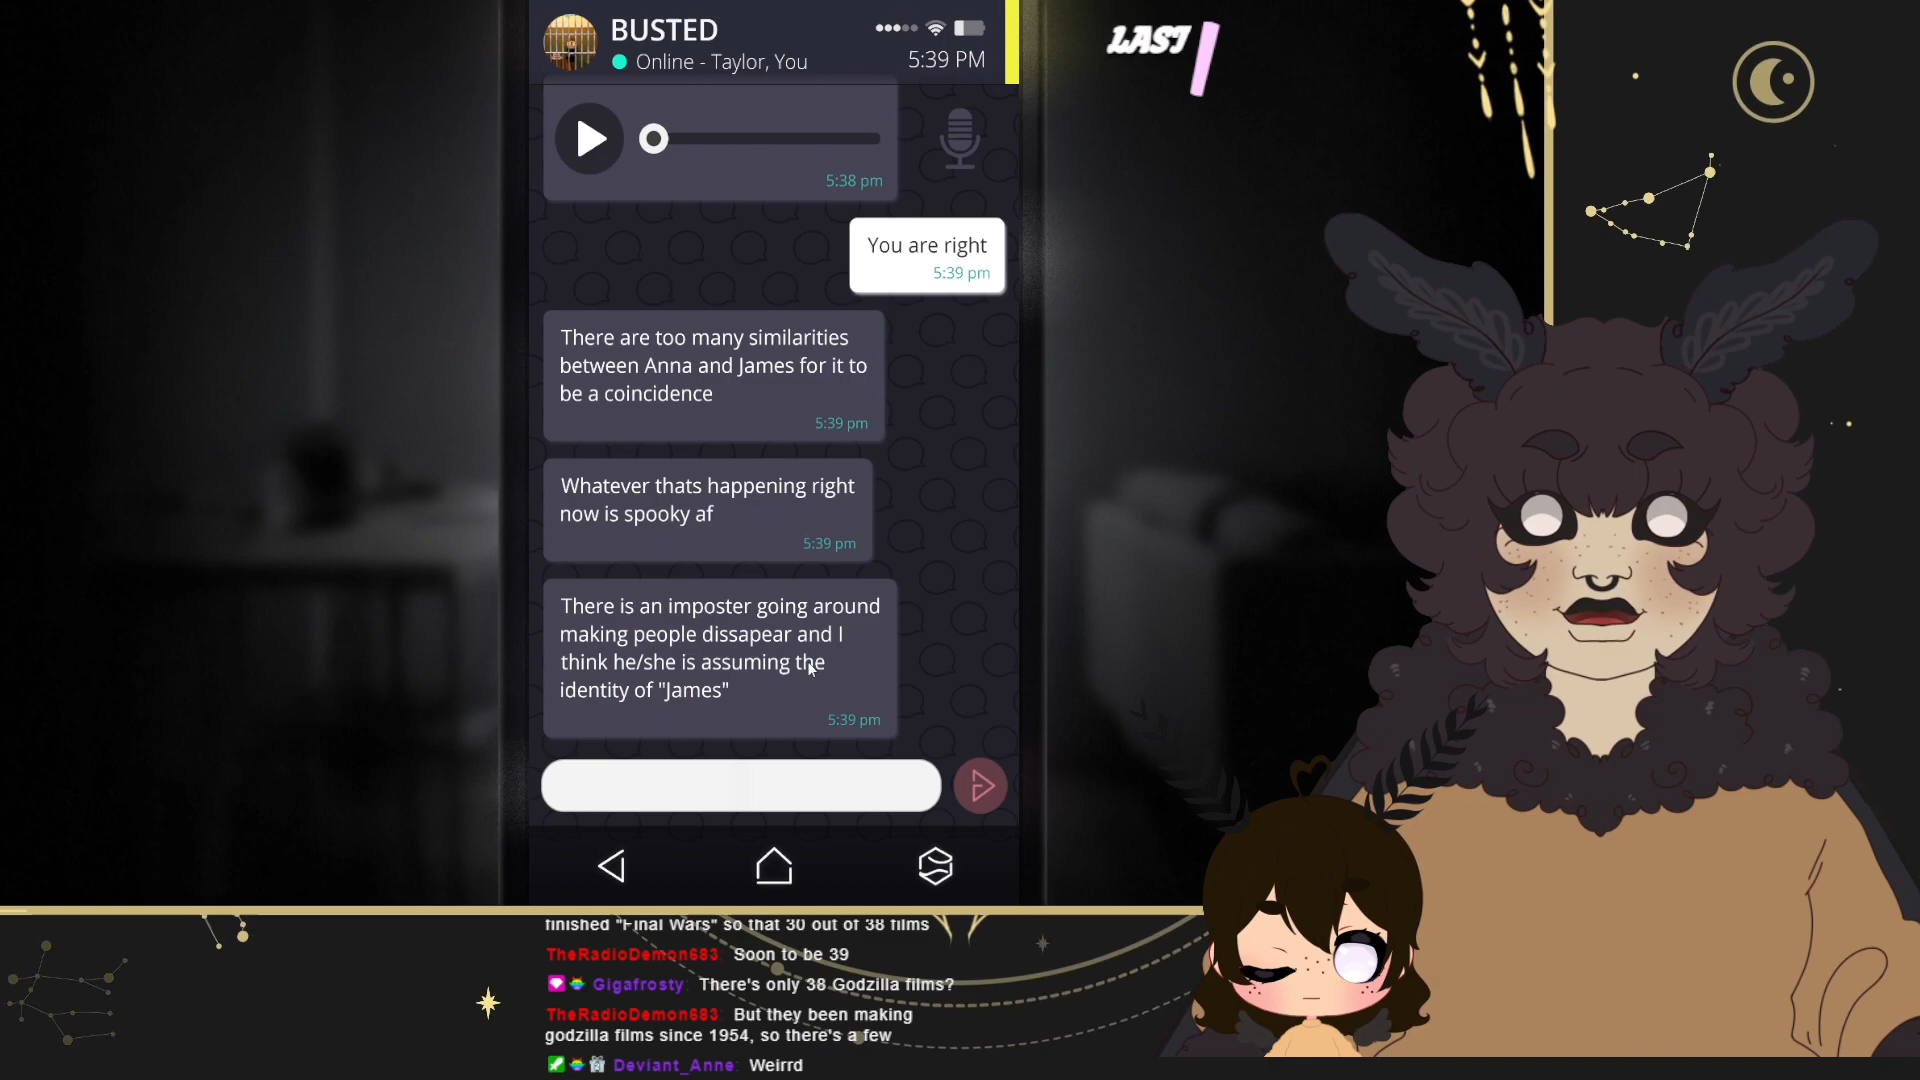 BUSTED
Online - Taylor, You
5:39 PM
LAST
5:38 pm
You are right
5:39 pm
There are too many similarities
between Anna and James for it to
be a coincidence
5:39 pm
Whatever thats happening right
now is spooky af
5:39 pm
There is an imposter going around
making people dissapear and I
think he/she is assuming the
identity of "James"
5:39 pm
finished "Final Wars" so that 30 out of 38 films
TheRadioDemon683: Soon to be 39
Gigafrosty: There's only 38 Godzilla films?
TheRadioDemon683: But they been making
godzilla films since 1954, so there's a few
Deviant_Anne: Weirrd